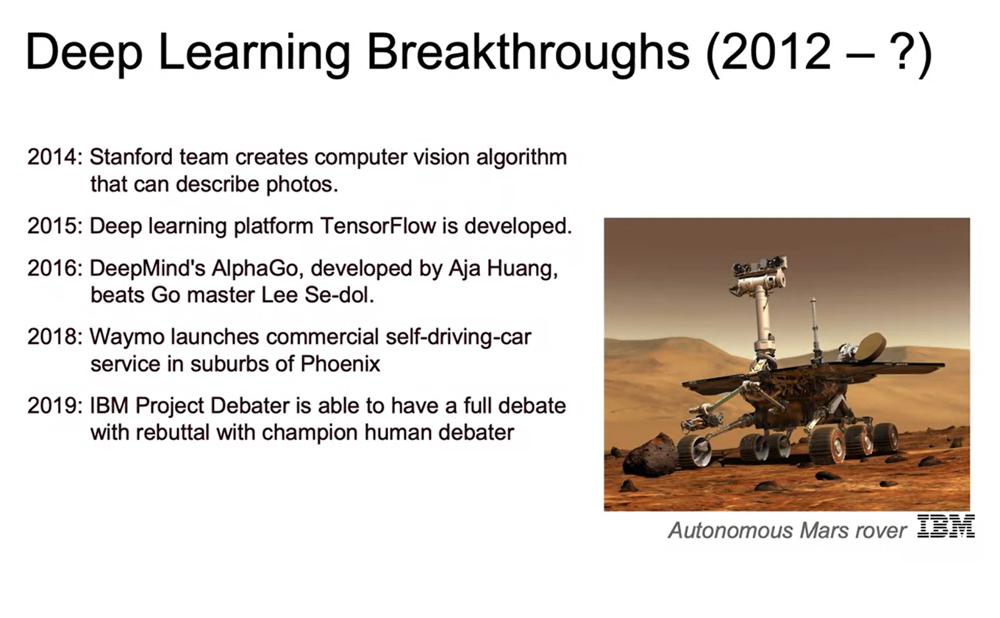 Deep Learning Breakthroughs (2012 – ?)
2014: Stanford team creates computer vision algorithm
that can describe photos.
2015: Deep learning platform TensorFlow is developed.
2016: DeepMind's AlphaGo, developed by Aja Huang,
beats Go master Lee Se-dol.
2018: Waymo launches commercial self-driving-car
service in suburbs of Phoenix
2019: IBM Project Debater is able to have a full debate
with rebuttal with champion human debater
Autonomous Mars rover IBM